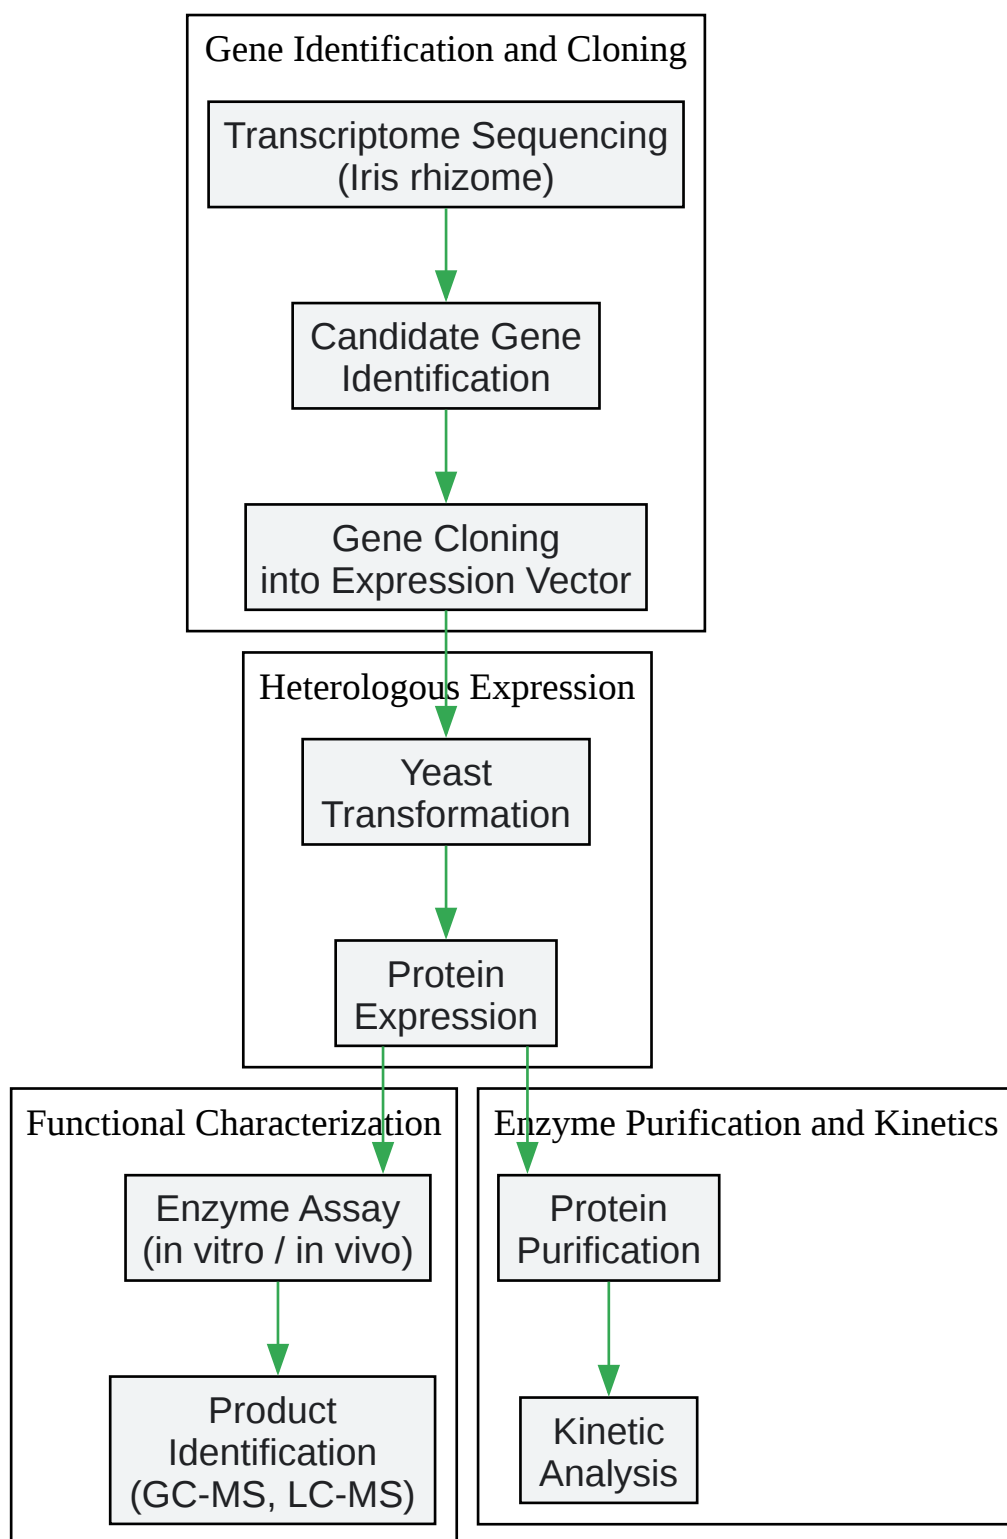 Gene Identification and Cloning
Transcriptome Sequencing
(Iris rhizome)
Candidate Gene
Identification
Gene Cloning
into Expression Vector
Heterologous Expression
Yeast
Transformation
Protein
Expression
Functional Characterization
Enzyme Assay
(in vitro / in vivo)
Product
Identification
(GC-MS, LC-MS)
Enzyme Purification and Kinetics
Protein
Purification
Kinetic
Analysis